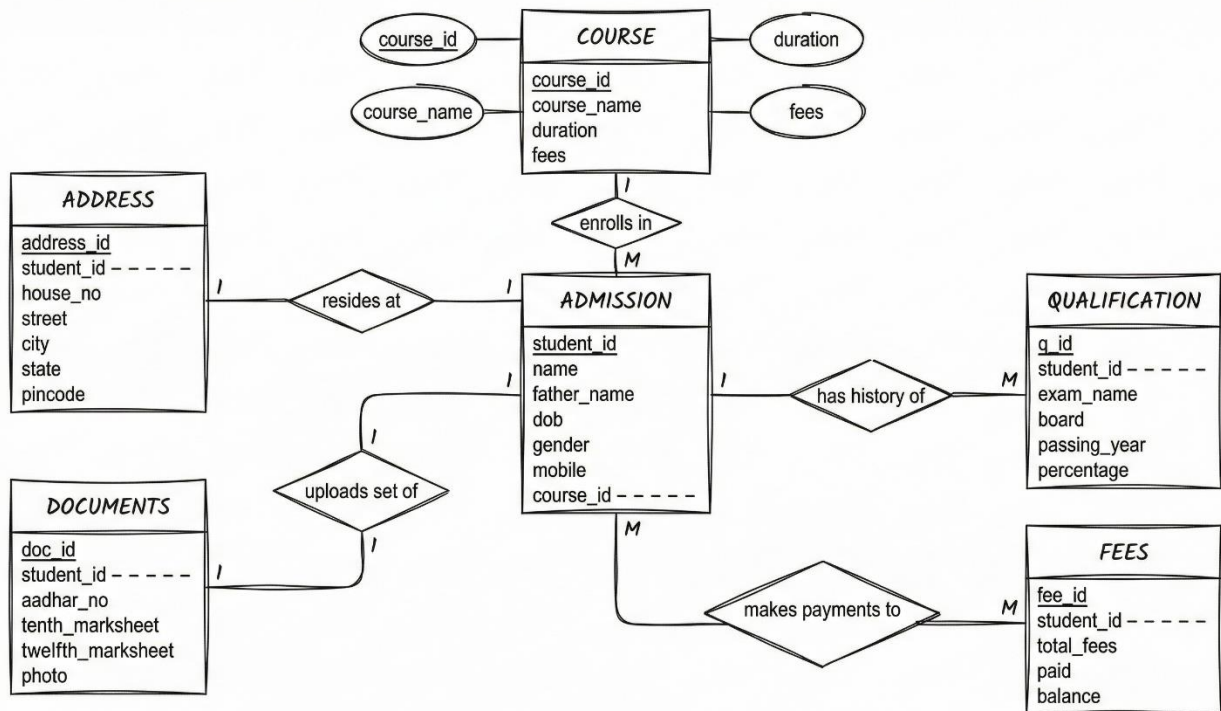 course_id
course_name
COURSE
course_id
course_name
duration
fees
duration
fees
1
enrolls in
M
ADDRESS
address_id
student_id
house_no
street
city
state
pincode
1
resides at
1
ADMISSION
student_id
name
father_name
dob
gender
mobile
course_id
1
has history of
M
QUALIFICATION
q_id
student_id
exam_name
board
passing_year
percentage
1
1
uploads set of
1
1
DOCUMENTS
doc_id
student_id
aadhar_no
tenth_marksheet
twelfth_marksheet
photo
M
makes payments to
M
FEES
fee_id
student_id
total_fees
paid
balance